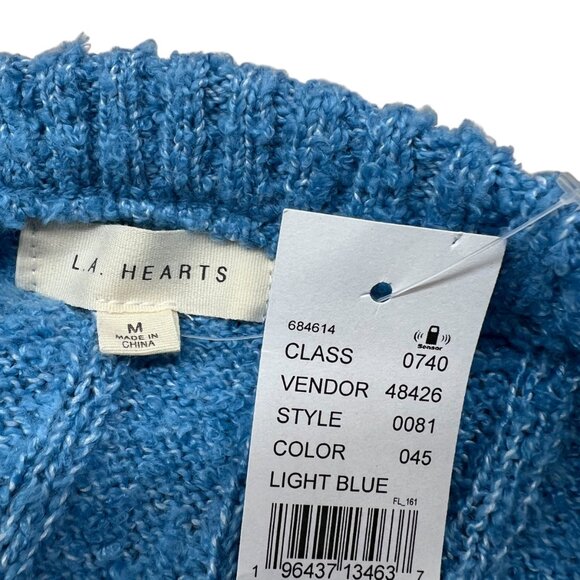 L.A. HEARTS
M
MADE IN
CHINA
684614
Sensor
CLASS 0740
VENDOR 48426
STYLE 0081
COLOR 045
LIGHT BLUE
FL_161
1 96437 13463 7